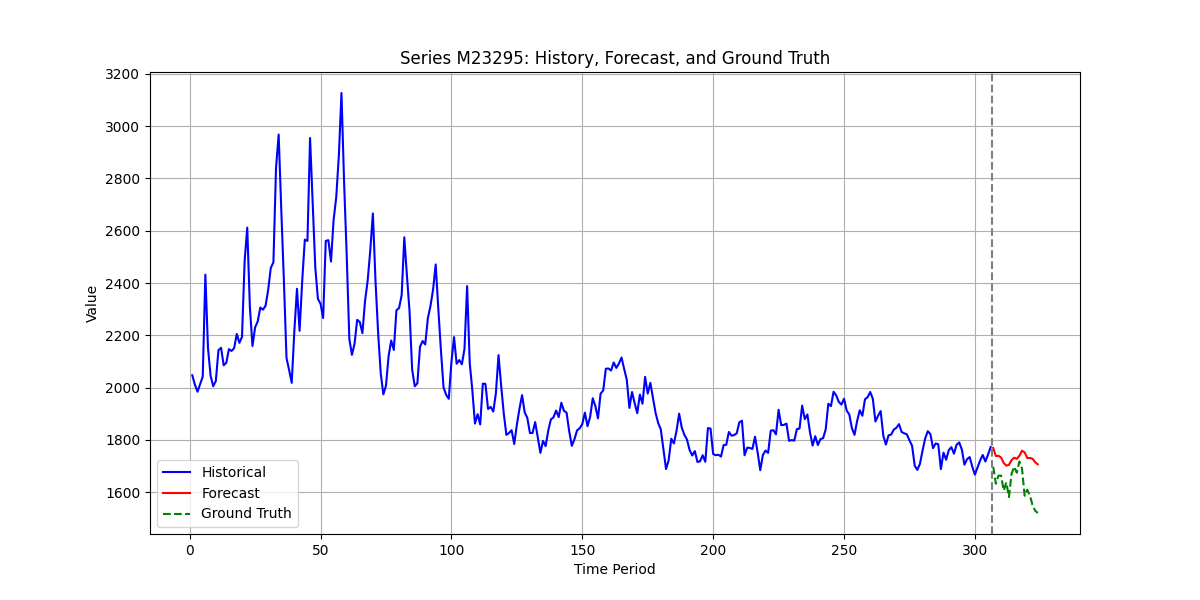 Series M23295: History, Forecast, and Ground Truth
3200
3000
2800
2600
2400
2200
2000
1800
1600
Value
Historical
Forecast
Ground Truth
0 50 100 150 200 250 300
Time Period